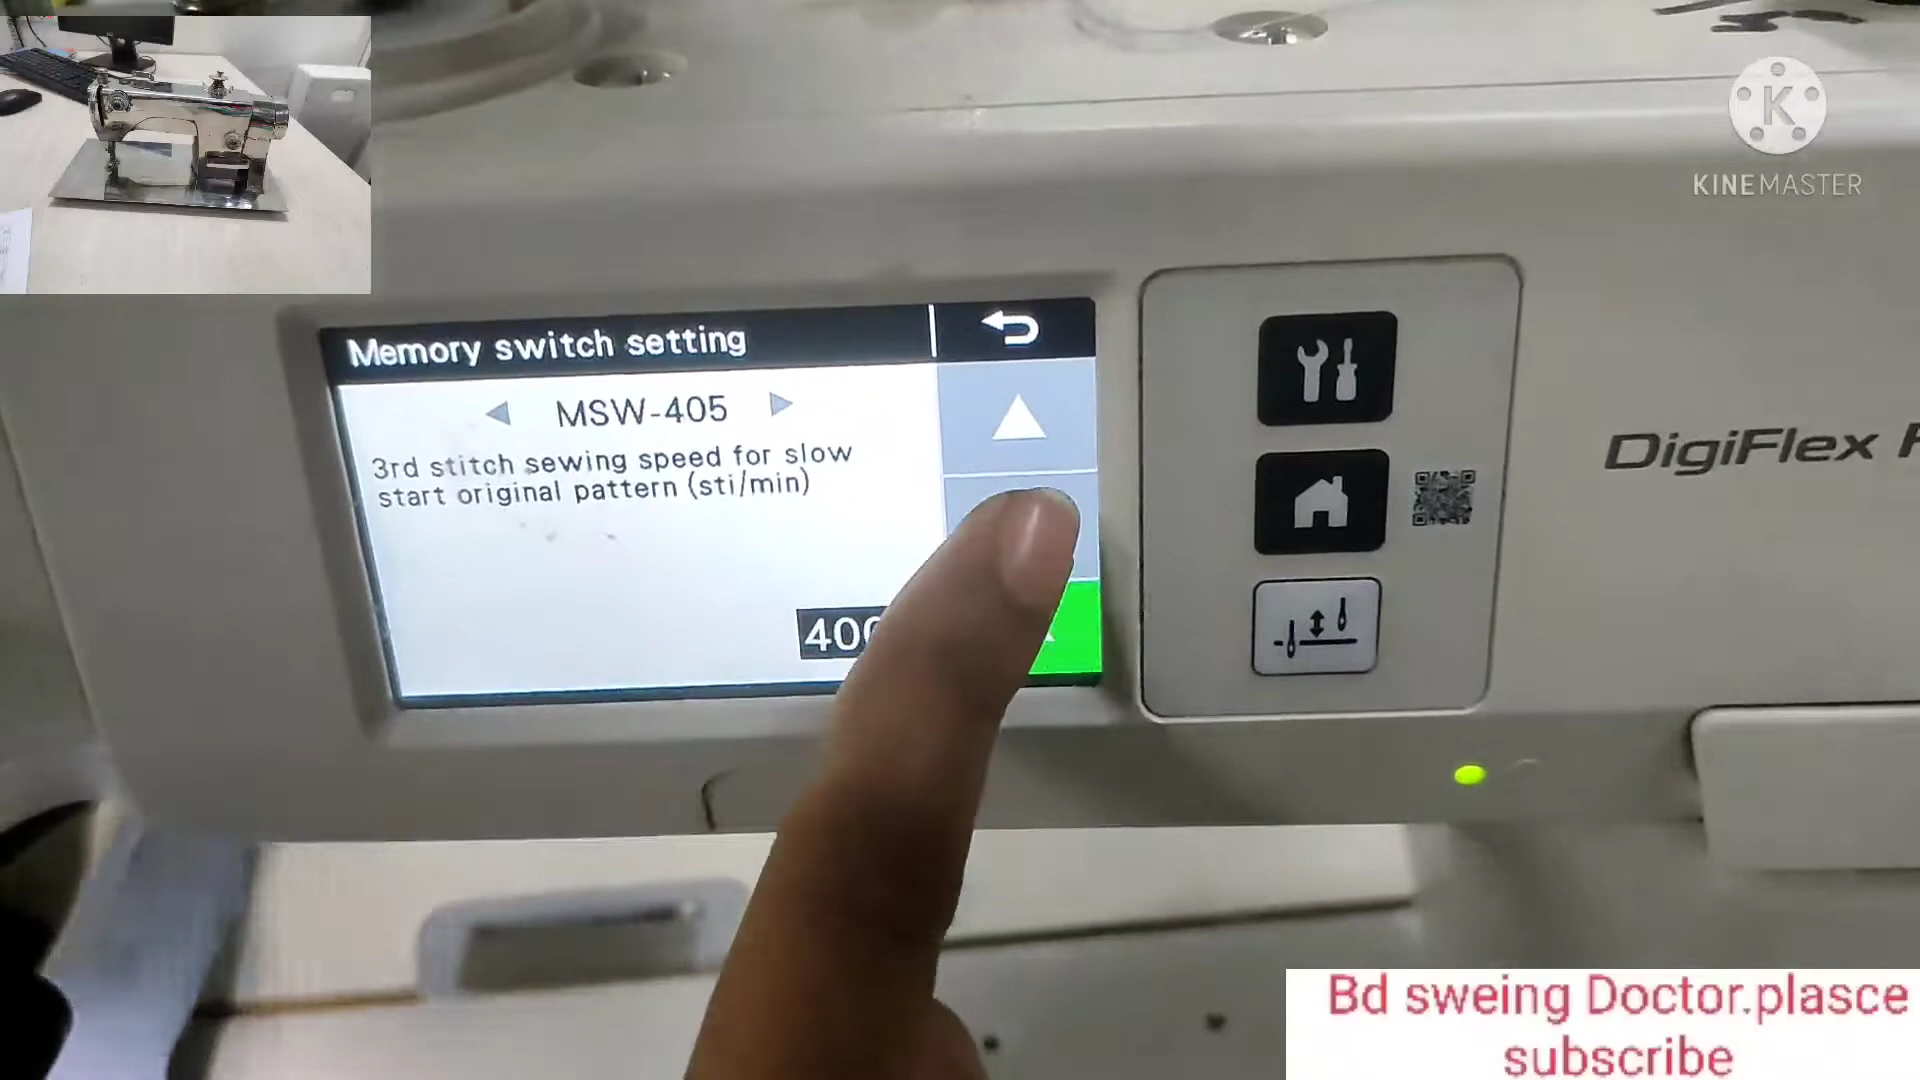 KINEMASTER
Memory switch setting
MSW-405
3rd stitch sewing speed for slow
start original pattern (sti/min)
DigiFlex
Bd sweing Doctor.plasce
subscribe